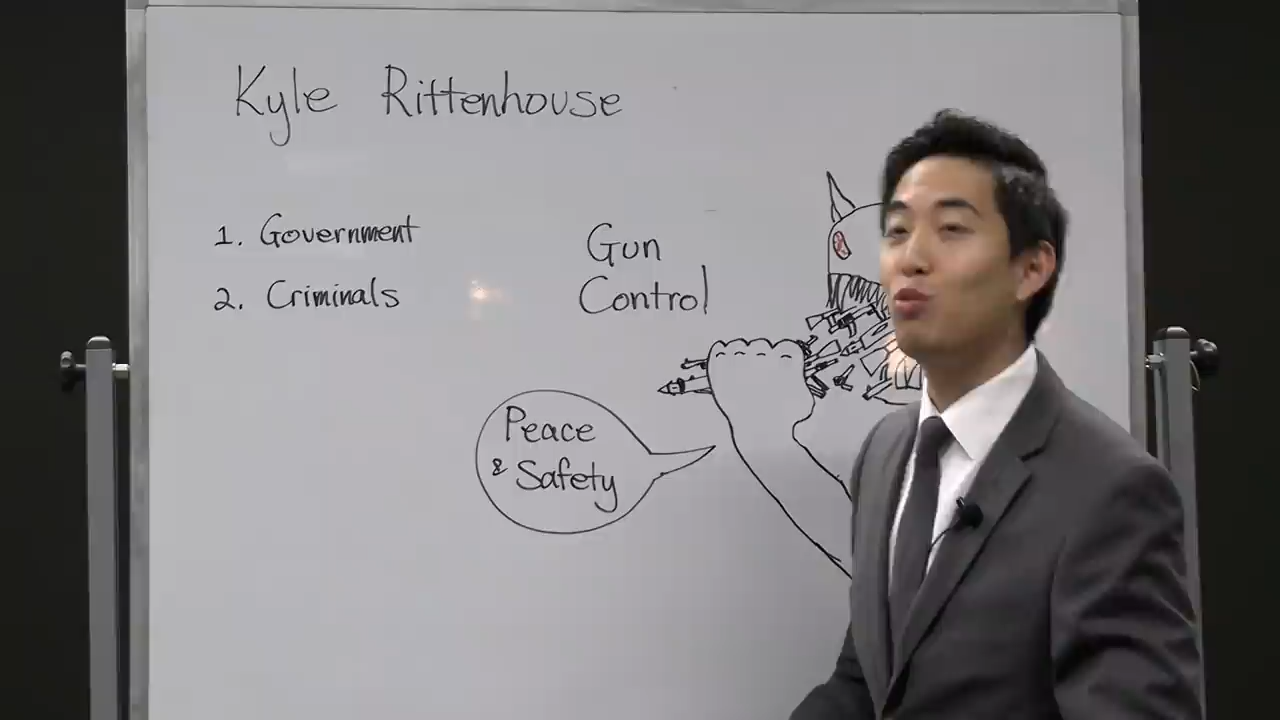 Kyle Rittenhouse
1. Government
2. Criminals
Gun
Control
Peace
& Safety